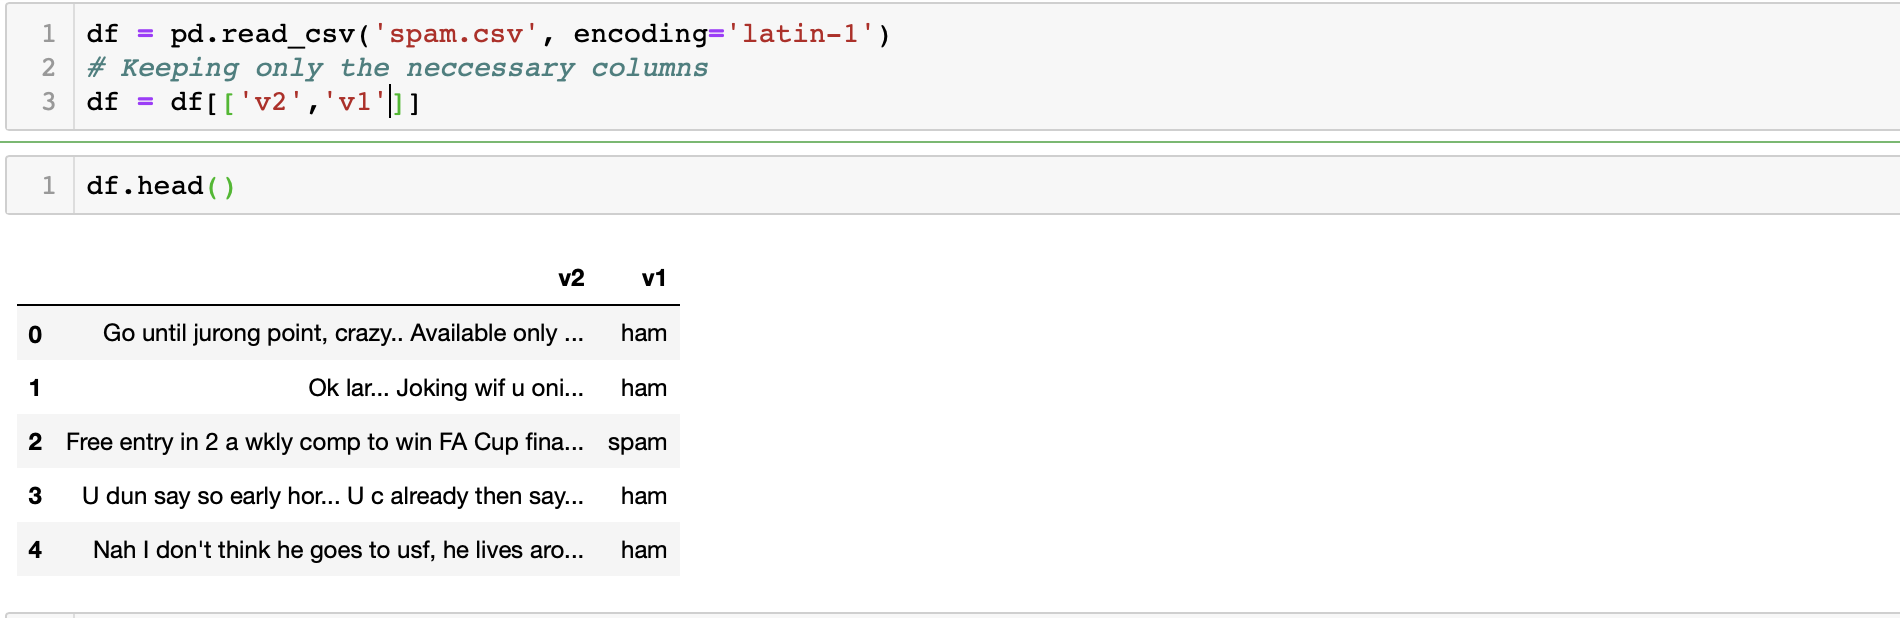 1 df = pd.read_csv('spam.csv', encoding='latin-1')
2 # Keeping only the neccessary columns
3 df = df[['v2','v1']]
1 df.head()
v2 v1
0 Go until jurong point, crazy.. Available only ... ham
1 Ok lar... Joking wif u oni... ham
2 Free entry in 2 a wkly comp to win FA Cup fina... spam
3 U dun say so early hor... U c already then say... ham
4 Nah I don't think he goes to usf, he lives aro... ham